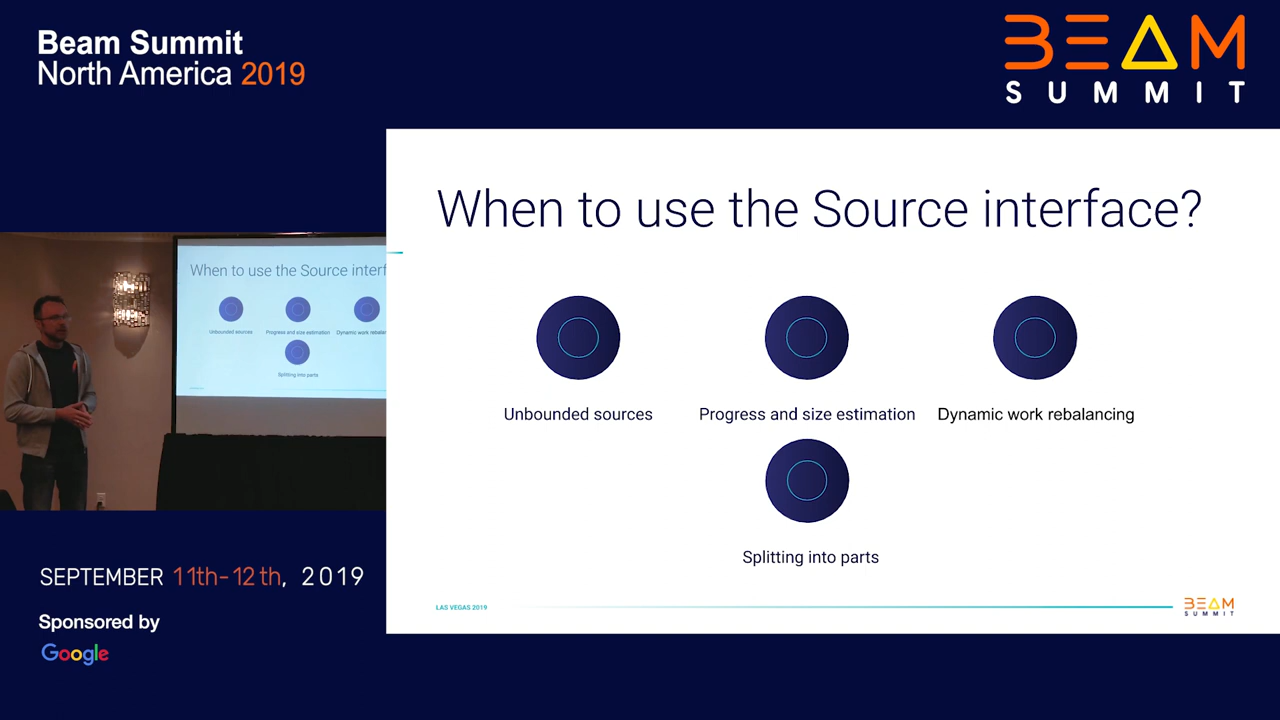 Beam Summit
North America 2019
BEAM
SUMMIT
When to use the Source interface?
Unbounded sources
Progress and size estimation
Dynamic work rebalancing
Splitting into parts
LAS VEGAS 2019
BEAM
SUMMIT
When to use the Source interf
Unbounded sources
Progress and size estimation
Dynamic work rebalan
Splitting into parts
SEPTEMBER 11th-12th, 2019
Sponsored by
Google